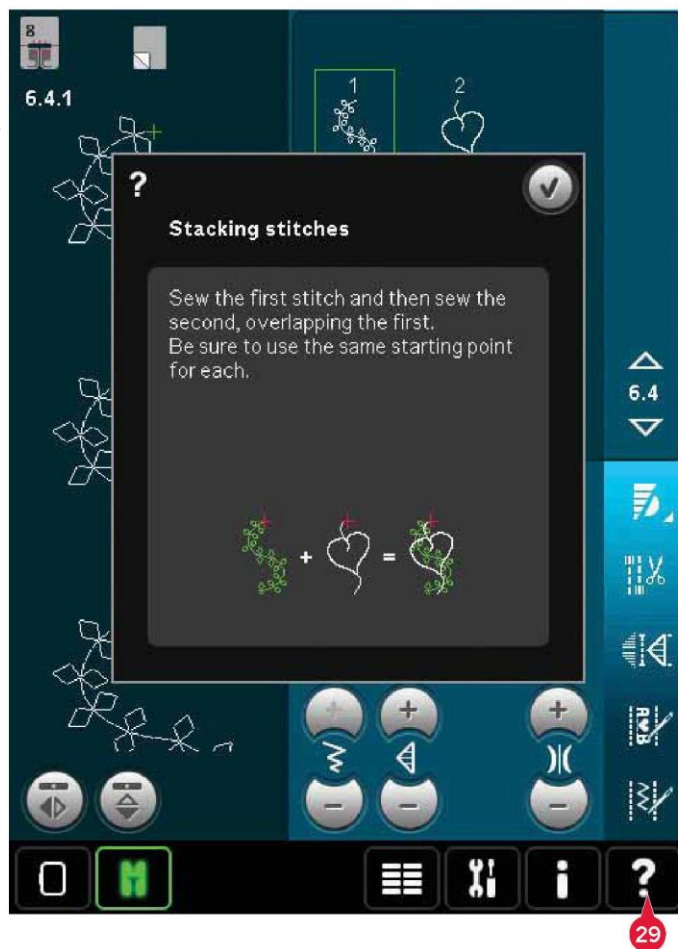 8
6.4.1
1
2
?
Stacking stitches
Sew the first stitch and then sew the
second, overlapping the first.
Be sure to use the same starting point
for each.
+
=
6.4
+ + +
A♥B
- - -
i ?
29